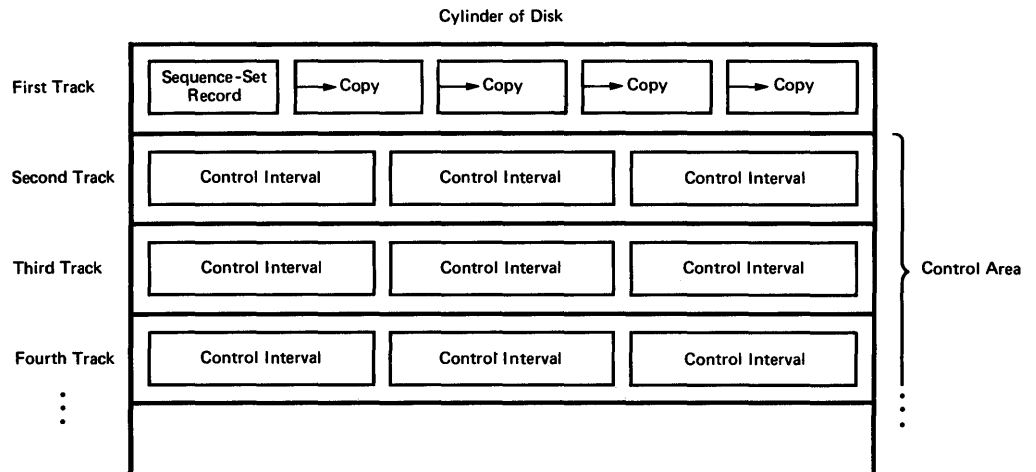 Cylinder of Disk
First Track
Sequence-Set
Record
Copy
Copy
Copy
Copy
Second Track
Control Interval
Control Interval
Control Interval
Third Track
Control Interval
Control Interval
Control Interval
Control Area
Fourth Track
Control Interval
Control Interval
Control Interval